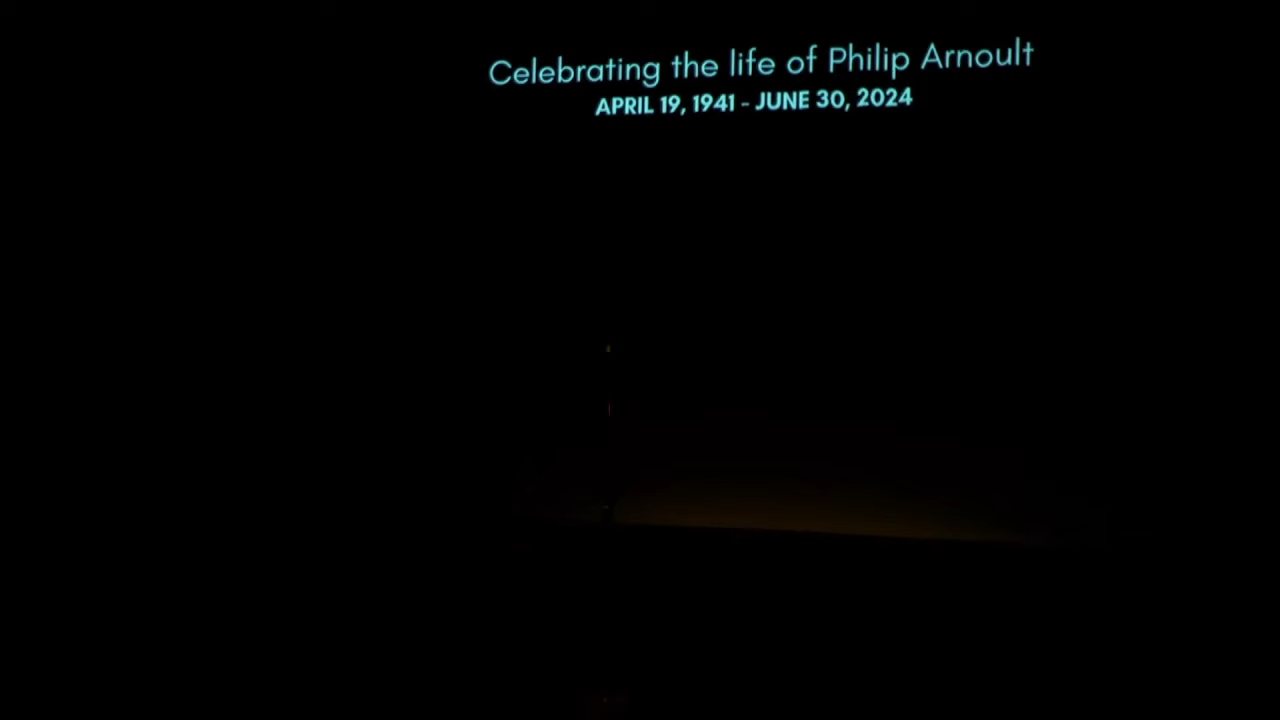 Celebrating the life of Philip Arnoult
APRIL 19, 1941 - JUNE 30, 2024